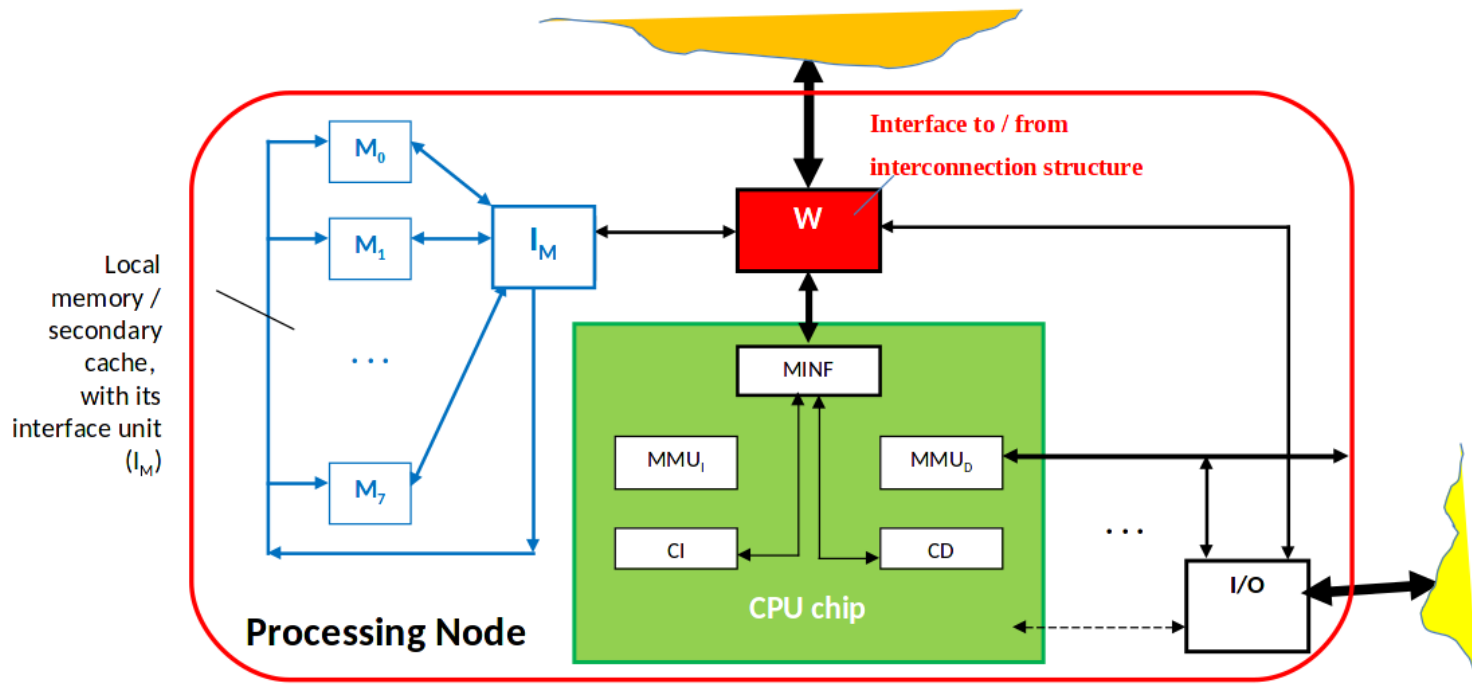 Interface to / from
interconnection structure
M0
W
M1
IM
Local
memory /
secondary
cache,
with its
interface unit
(IM)
. . .
MINF
MMUI
MMUD
M7
. . .
CI
CD
I/O
CPU chip
Processing Node